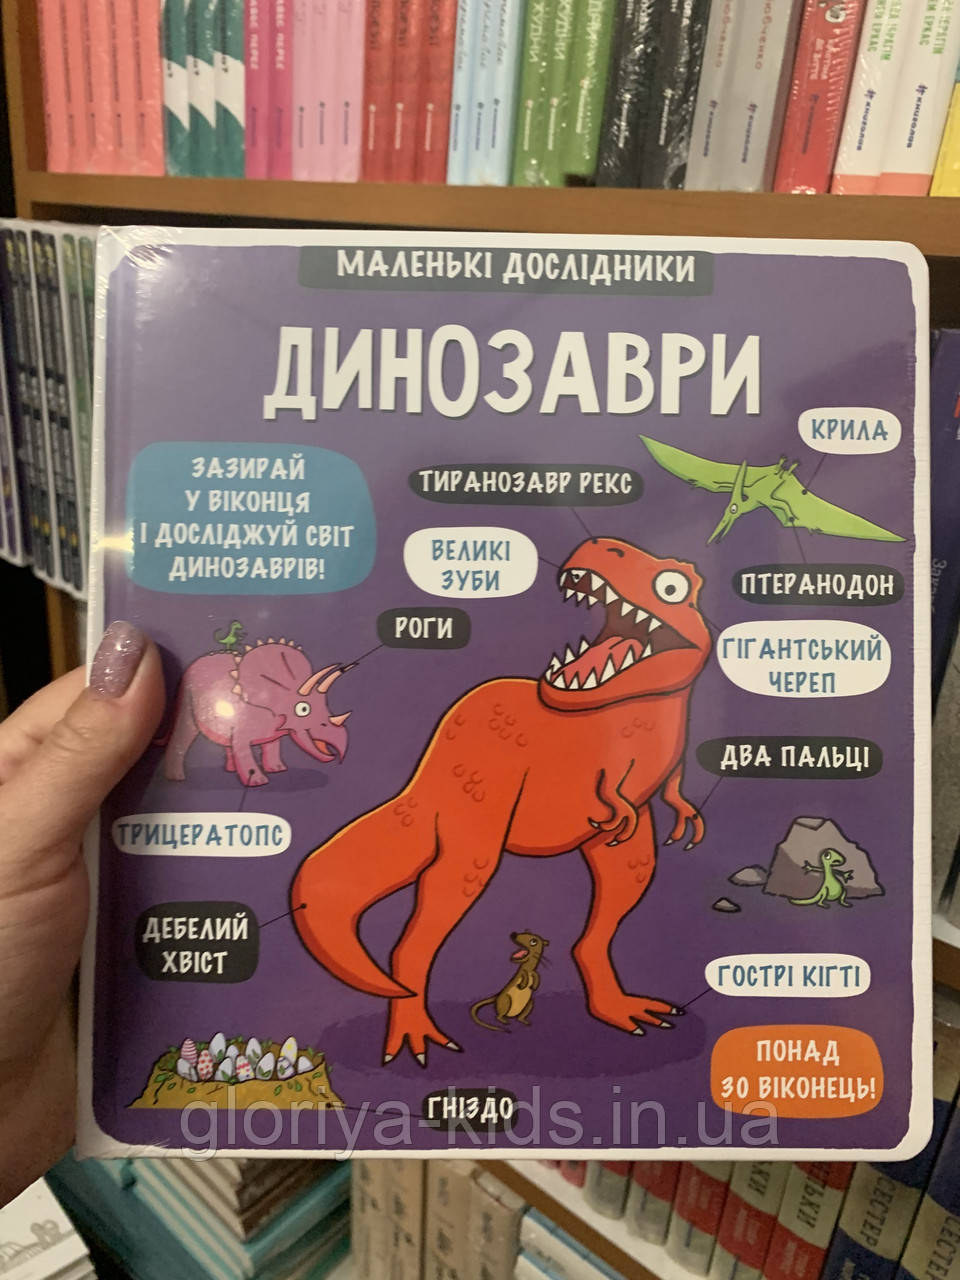 МАЛЕНЬКІ ДОСЛІДНИКИ
ДИНОЗАВРИ
КРИЛА
ЗАЗИРАЙ
У ВІКОНЦЯ
І ДОСЛІДЖУЙ СВІТ
ДИНОЗАВРІВ!
ТИРАНОЗАВР РЕКС
ВЕЛИКІ
ЗУБИ
ПТЕРАНОДОН
РОГИ
ГІГАНТСЬКИЙ
ЧЕРЕП
ДВА ПАЛЬЦІ
ТРИЦЕРАТОПС
ДЕБЕЛИЙ
ХВІСТ
ГОСТРІ КІГТІ
ПОНАД
30 ВІКОНЕЦЬ!
ГНІЗДО
gloriya-kids.in.ua